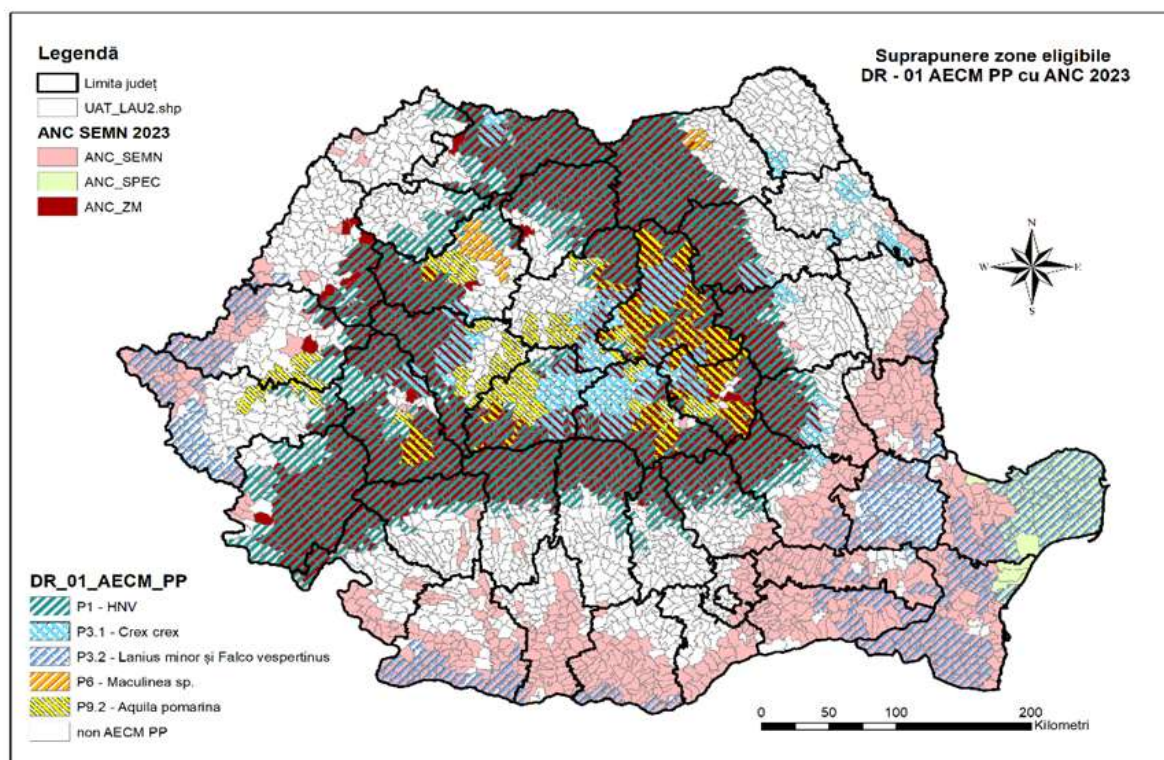 Legendă
Limita județ
UAT_LAU2.shp
ANC SEMN 2023
ANC_SEMN
ANC_SPEC
ANC_ZM
Suprapunere zone eligibile
DR - 01 AECM PP cu ANC 2023
N
W E
S
DR_01_AECM_PP
P1 - HNV
P3.1 - Crex crex
P3.2 - Lanius minor și Falco vespertinus
P6 - Maculinea sp.
P9.2 - Aquila pomarina
non AECM PP
0 50 100 200
Kilometri